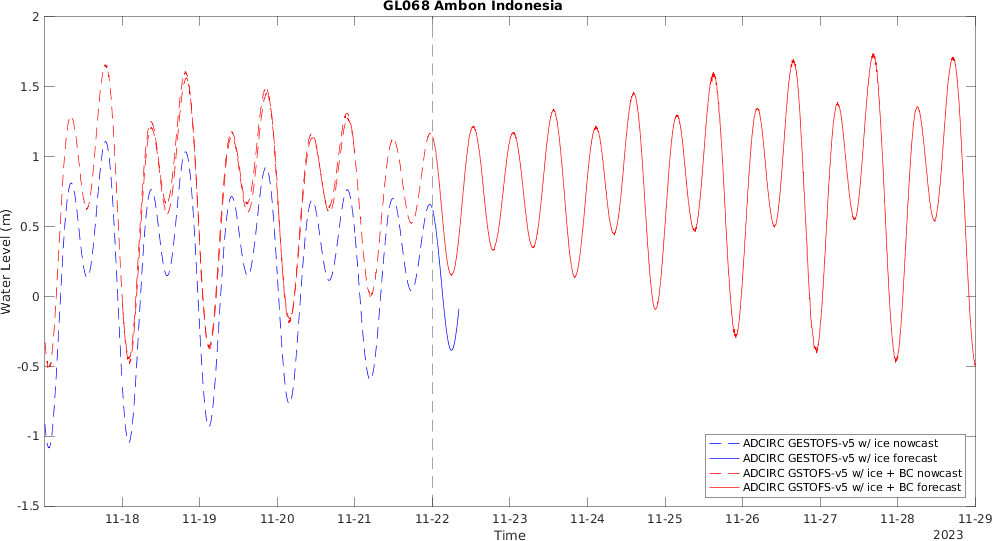 GL068 Ambon Indonesia
2
1.5
1
0.5
0
-0.5
-1
-1.5
Water Level (m)
ADCIRC GESTOFS-v5 w/ ice nowcast
ADCIRC GESTOFS-v5 w/ ice forecast
ADCIRC GSTOFS-v5 w/ ice + BC nowcast
ADCIRC GSTOFS-v5 w/ ice + BC forecast
11-18 11-19 11-20 11-21 11-22 11-23 11-24 11-25 11-26 11-27 11-28 11-29
Time
2023